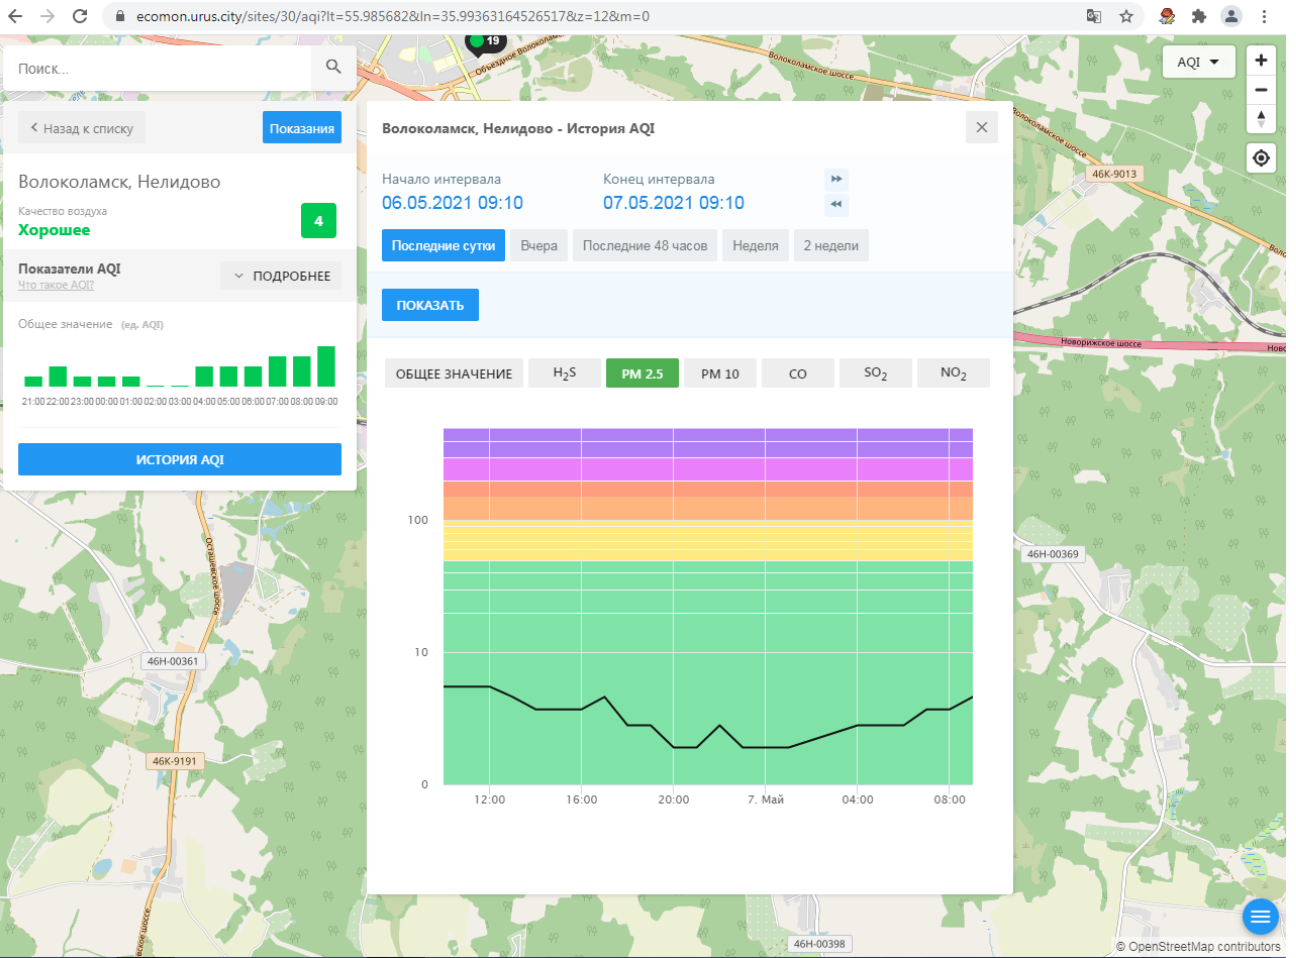 ecomon.urus.city/sites/30/aqi?lt=55.985682&ln=35.99363164526517&z=12&m=0
19
Объездное Волоколамск
Волоколамское шоссе
Поиск...
AQI
Назад к списку
Показания
Волоколамск, Нелидово - История AQI
Волоколамское шоссе
46К-9013
Волоколамск, Нелидово
Качество воздуха
Хорошее
4
Начало интервала
Конец интервала
06.05.2021 09:10
07.05.2021 09:10
Последние сутки
Вчера
Последние 48 часов
Неделя
2 недели
Показатели AQI
Что такое AQI?
ПОДРОБНЕЕ
ПОКАЗАТЬ
Общее значение (ед. AQI)
21:00 22:00 23:00 00:00 01:00 02:00 03:00 04:00 05:00 06:00 07:00 08:00 09:00
ИСТОРИЯ AQI
Новорижское шоссе
Ново
ОБЩЕЕ ЗНАЧЕНИЕ
H2S
PM 2.5
PM 10
CO
SO2
NO2
100
10
0
12:00
16:00
20:00
7. Май
04:00
08:00
Осташевское шоссе
46Н-00361
46К-9191
46Н-00369
46Н-00398
© OpenStreetMap contributors